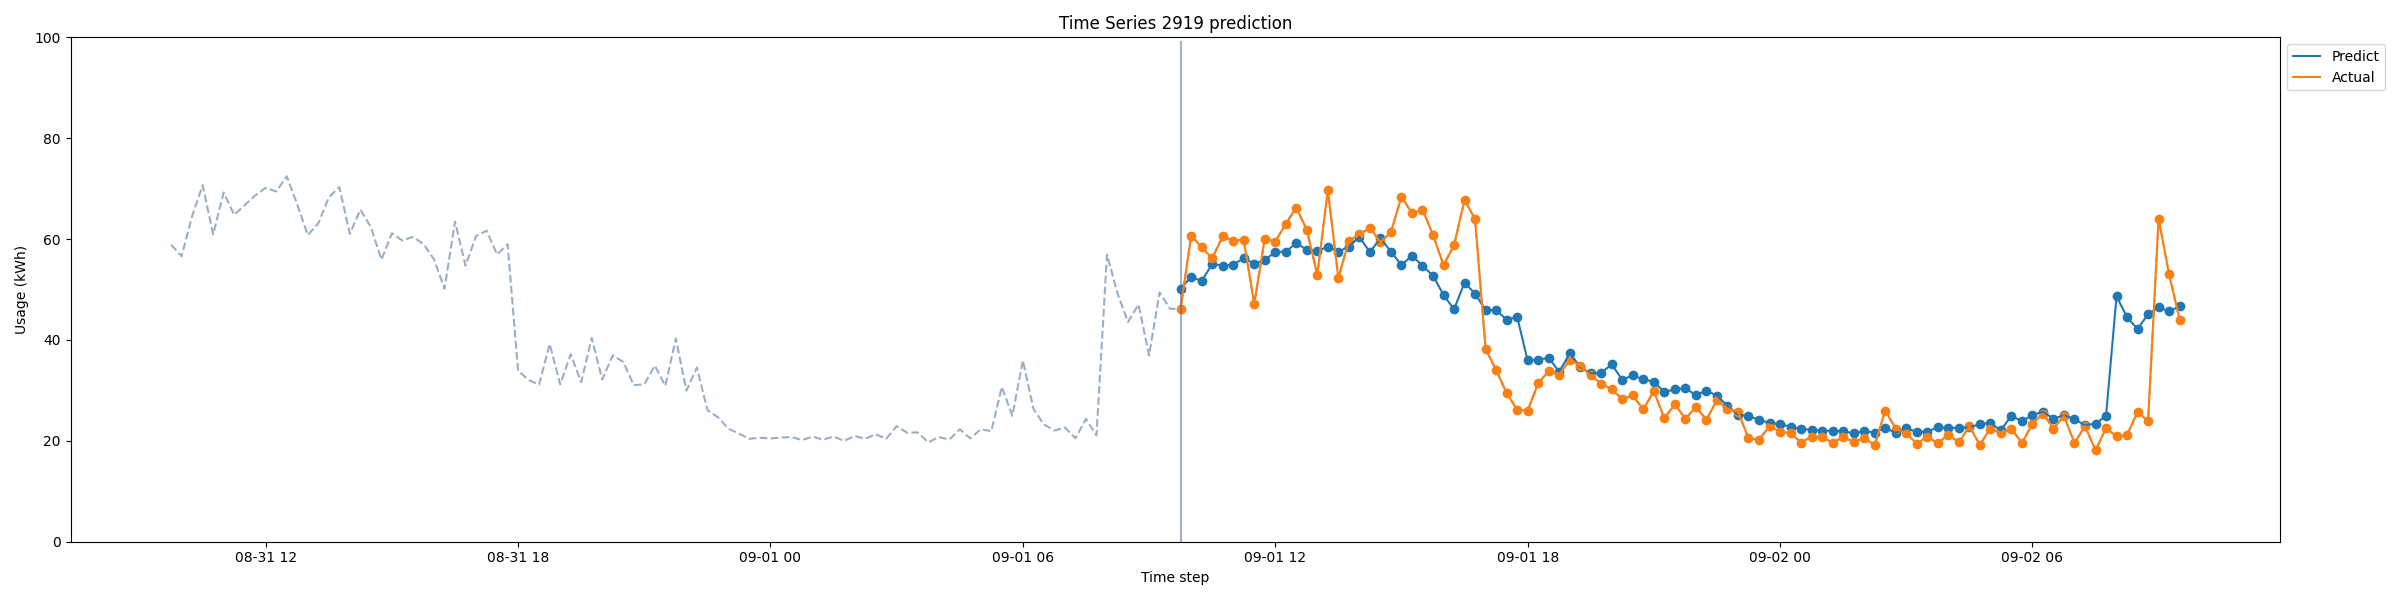 Time Series 2919 prediction
Usage (kWh)
100
80
60
40
20
0
Predict
Actual
08-31 12
08-31 18
09-01 00
09-01 06
09-01 12
09-01 18
09-02 00
09-02 06
Time step